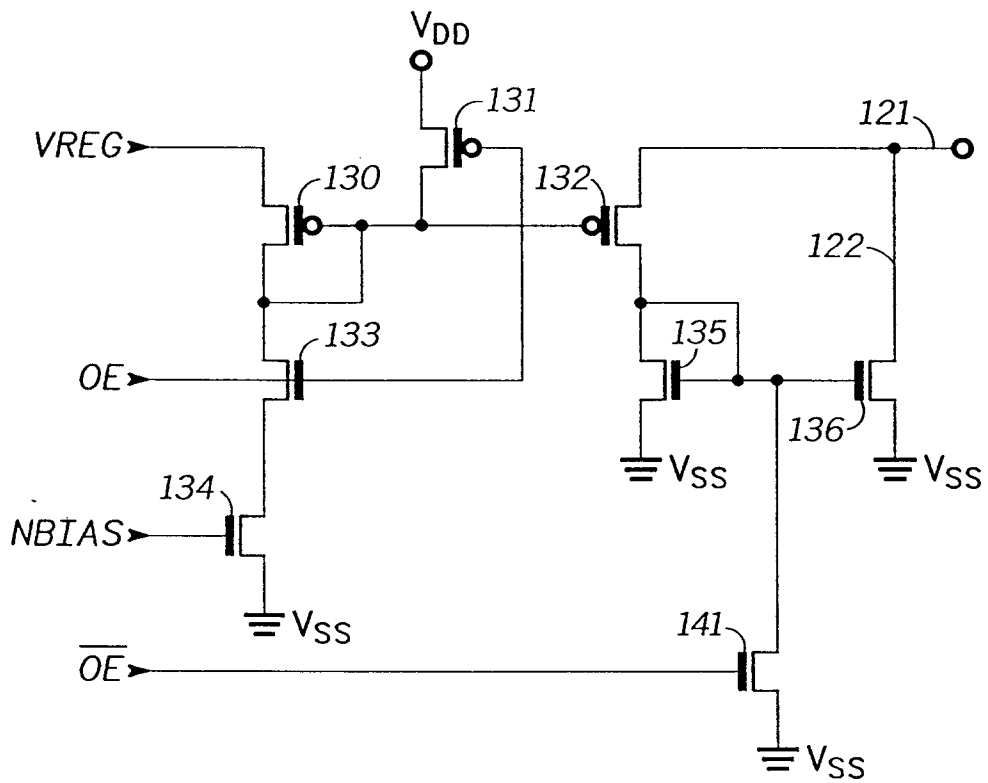 VDD
131
121
VREG
130
132
122
133
135
OE
136
VSS
VSS
134
NBIAS
VSS
141
OE
VSS